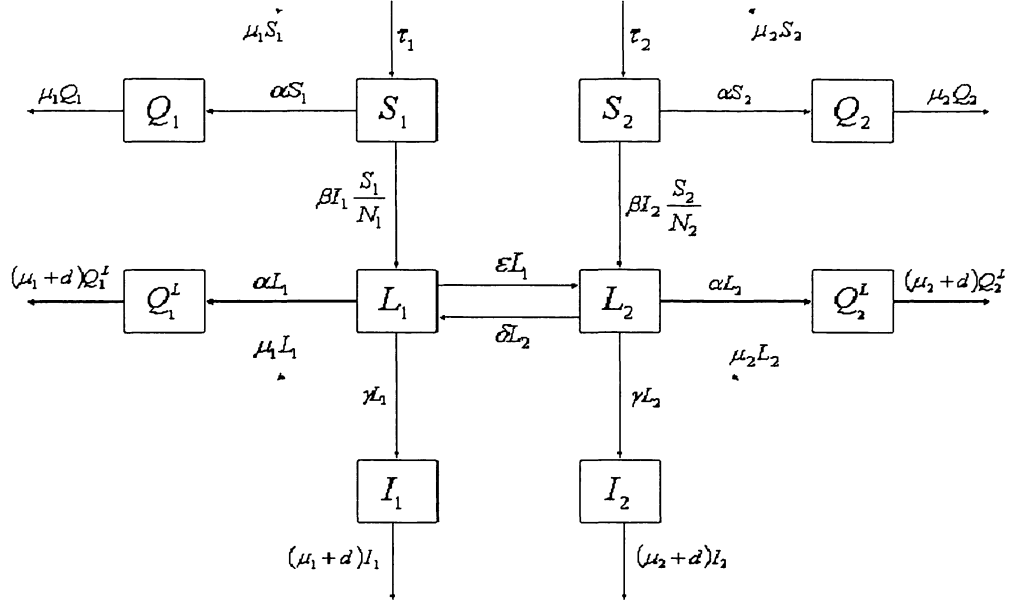 μ₁S₁ τ₁ τ₂ μ₂S₂
μ₁Q₁ Q₁ αS₁ S₁ S₂ αS₂ Q₂ μ₂Q₂
βI₁ S₁/N₁ βI₂ S₂/N₂
(μ₁+d)Q₁ᴸ Q₁ᴸ αL₁ L₁ εL₁ L₂ αL₂ Q₂ᴸ (μ₂+d)Q₂ᴸ
δL₂
μ₁L₁ μ₂L₂
γL₁ γL₂
I₁ I₂
(μ₁+d)I₁ (μ₂+d)I₂